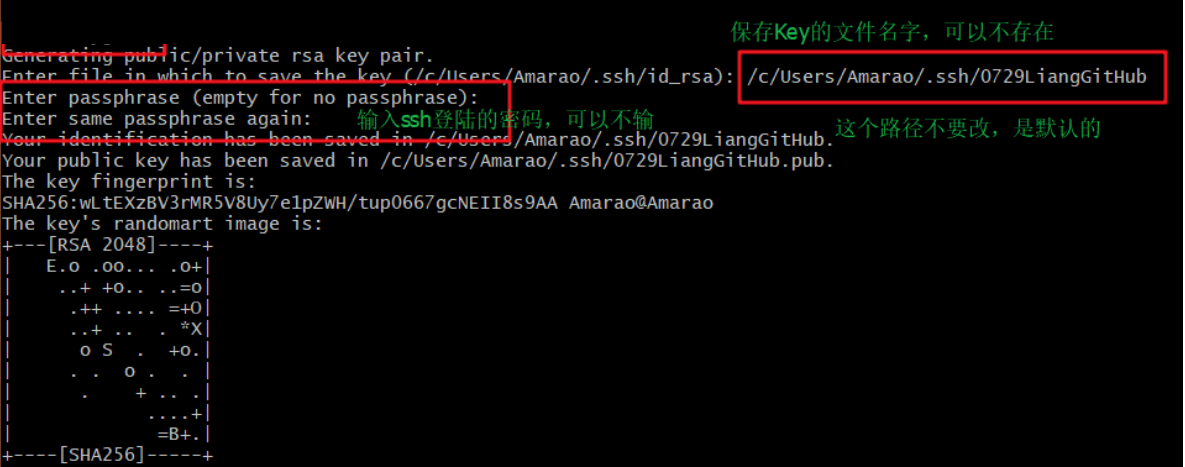 保存Key的文件名字，可以不存在
Generating public/private rsa key pair.
Enter file in which to save the key (/c/Users/Amarao/.ssh/id_rsa): /c/Users/Amarao/.ssh/0729LiangGitHub
Enter passphrase (empty for no passphrase):
Enter same passphrase again:
输入ssh登陆的密码，可以不输
这个路径不要改，是默认的
Your identification has been saved in /c/Users/Amarao/.ssh/0729LiangGitHub.
Your public key has been saved in /c/Users/Amarao/.ssh/0729LiangGitHub.pub.
The key fingerprint is:
SHA256:wLtEXzBV3rMR5V8Uy7e1pZWH/tup0667gcNEII8s9AA Amarao@Amarao
The key's randomart image is:
+---[RSA 2048]----+
|   E.o .oo... .o+|
|    ..+ +o.. ..=o|
|     .++ .... =+O|
|     ..+ ..  . *X|
|      o S  .  +o.|
|     . .  o .  . |
|      .    + .. .|
|            ....+|
|             =B+.|
+----[SHA256]-----+